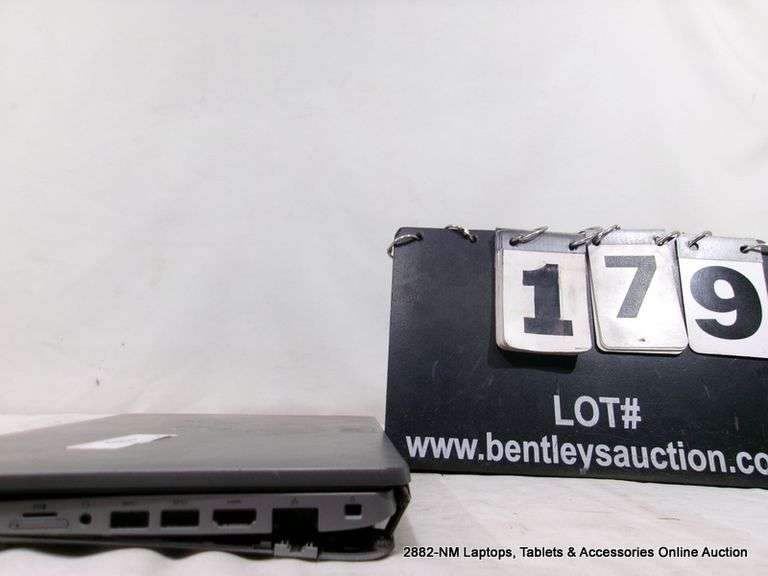 179
LOT#
www.bentleysauction.co
2882-NM Laptops, Tablets & Accessories Online Auction